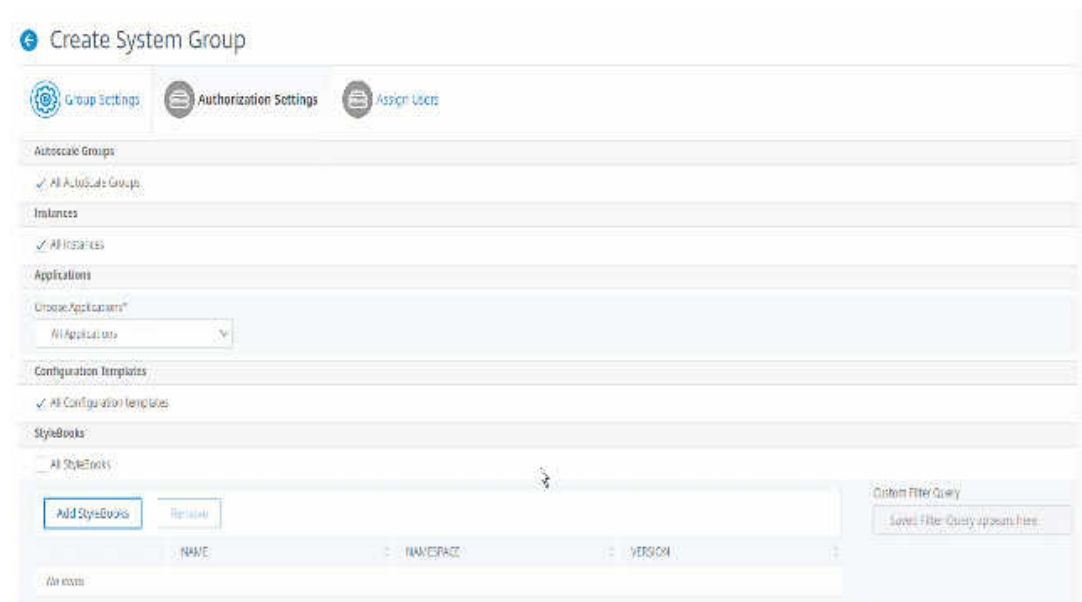 Create System Group
Group Settings
Authorization Settings
Assign Users
Autoscale Groups
All AutoScale Groups
Instances
All Instances
Applications
Choose Applications*
All Applications
Configuration Templates
All Configuration templates
StyleBooks
All StyleBooks
Add StyleBooks
Remove
Custom Filter Query
Saved Filter Query appears here
NAME
NAMESPACE
VERSION
No items